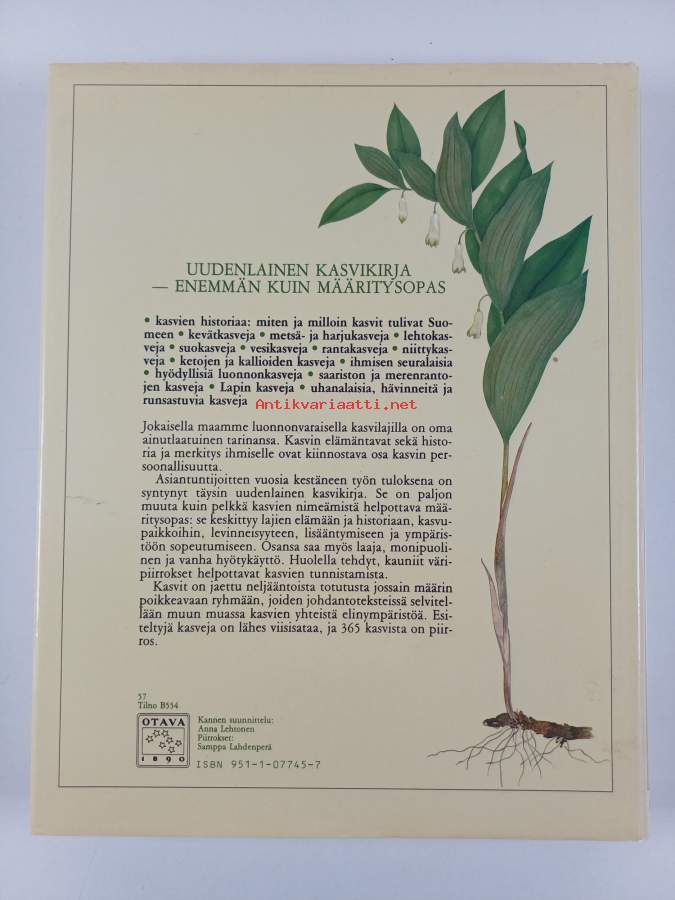 UUDENLAINEN KASVIKIRJA
— ENEMMÄN KUIN MÄÄRITYSOPAS
• kasvien historiaa: miten ja milloin kasvit tulivat Suo-
meen • kevätkasveja • metsä- ja harjukasveja • lehtokas-
veja • suokasveja • vesikasveja • rantakasveja • niittykas-
veja • ketojen ja kallioiden kasveja • ihmisen seuralaisia
• hyödyllisiä luonnonkasveja • saariston ja merenranto-
jen kasveja • Lapin kasveja • uhanalaisia, hävinneitä ja
runsastuvia kasveja
Antikvariaatti.net
Jokaisella maamme luonnonvaraisella kasvilajilla on oma
ainutlaatuinen tarinansa. Kasvin elämäntavat sekä histo-
ria ja merkitys ihmiselle ovat kiinnostava osa kasvin per-
soonallisuutta.
Asiantuntijoitten vuosia kestäneen työn tuloksena on
syntynyt täysin uudenlainen kasvikirja. Se on paljon
muuta kuin pelkkä kasvien nimeämistä helpottava mää-
ritysopas: se keskittyy lajien elämään ja historiaan, kasvu-
paikkoihin, levinneisyyteen, lisääntymiseen ja ympäris-
töön sopeutumiseen. Osansa saa myös laaja, monipuoli-
nen ja vanha hyötykäyttö. Huolella tehdyt, kauniit väri-
piirrokset helpottavat kasvien tunnistamista.
Kasvit on jaettu neljääntoista totutusta jossain määrin
poikkeavaan ryhmään, joiden johdantoteksteissä selvitel-
lään muun muassa kasvien yhteistä elinympäristöä. Esi-
teltyjä kasveja on lähes viisisataa, ja 365 kasvista on piir-
ros.
57
Tilno B554
OTAVA
1890
Kannen suunnittelu:
Anna Lehtonen
Piirrokset:
Samppa Lahdenperä
ISBN 951-1-07745-7